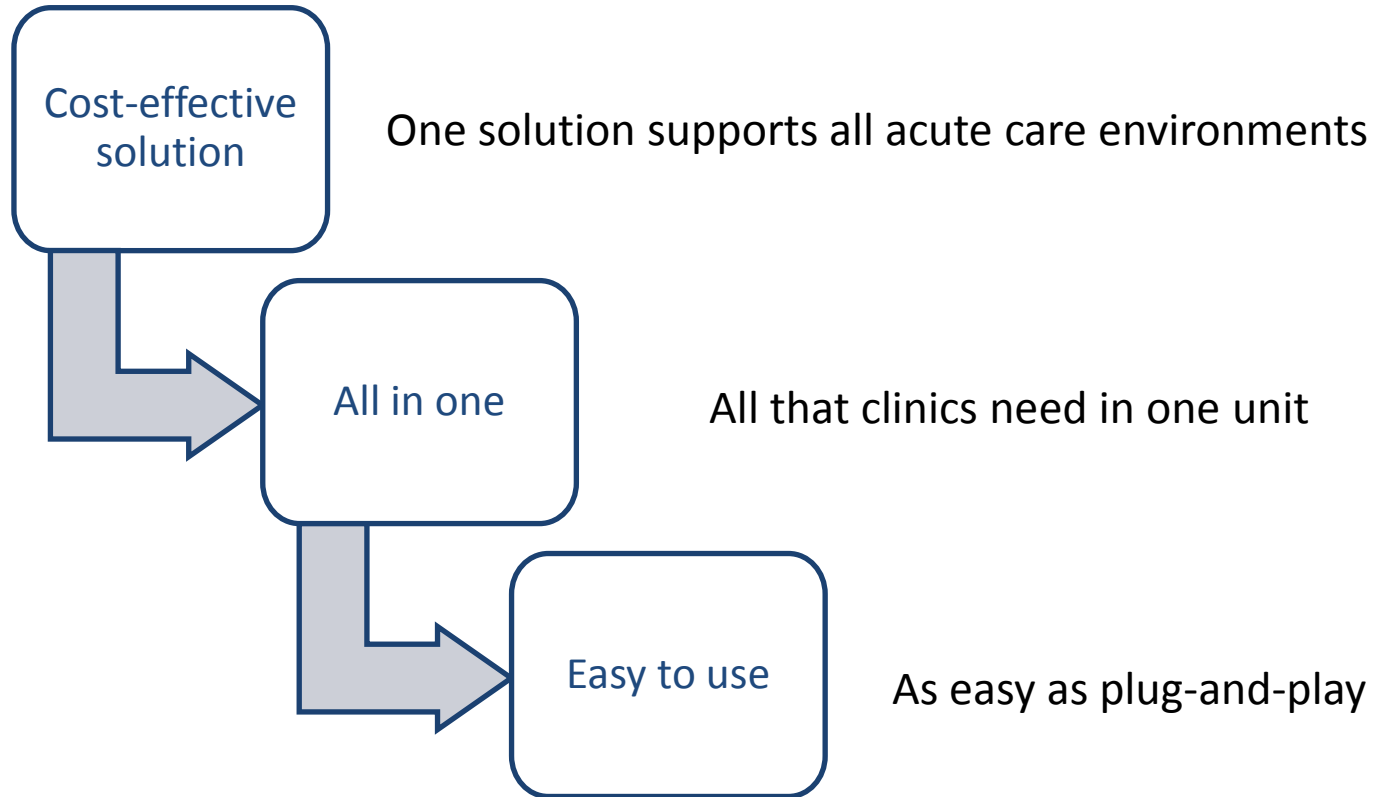 Cost-effective
solution
One solution supports all acute care environments
All in one
All that clinics need in one unit
Easy to use
As easy as plug-and-play